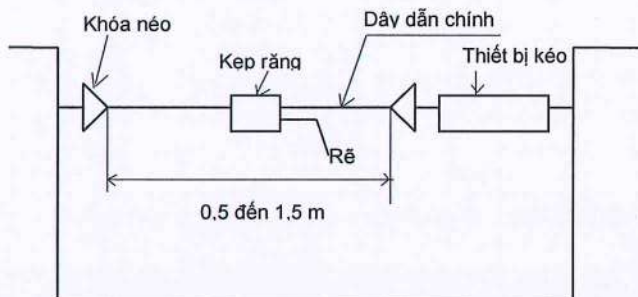 Khóa néo
Dây dẫn chính
Kẹp răng
Thiết bị kéo
Rẽ
0,5 đến 1.5 m